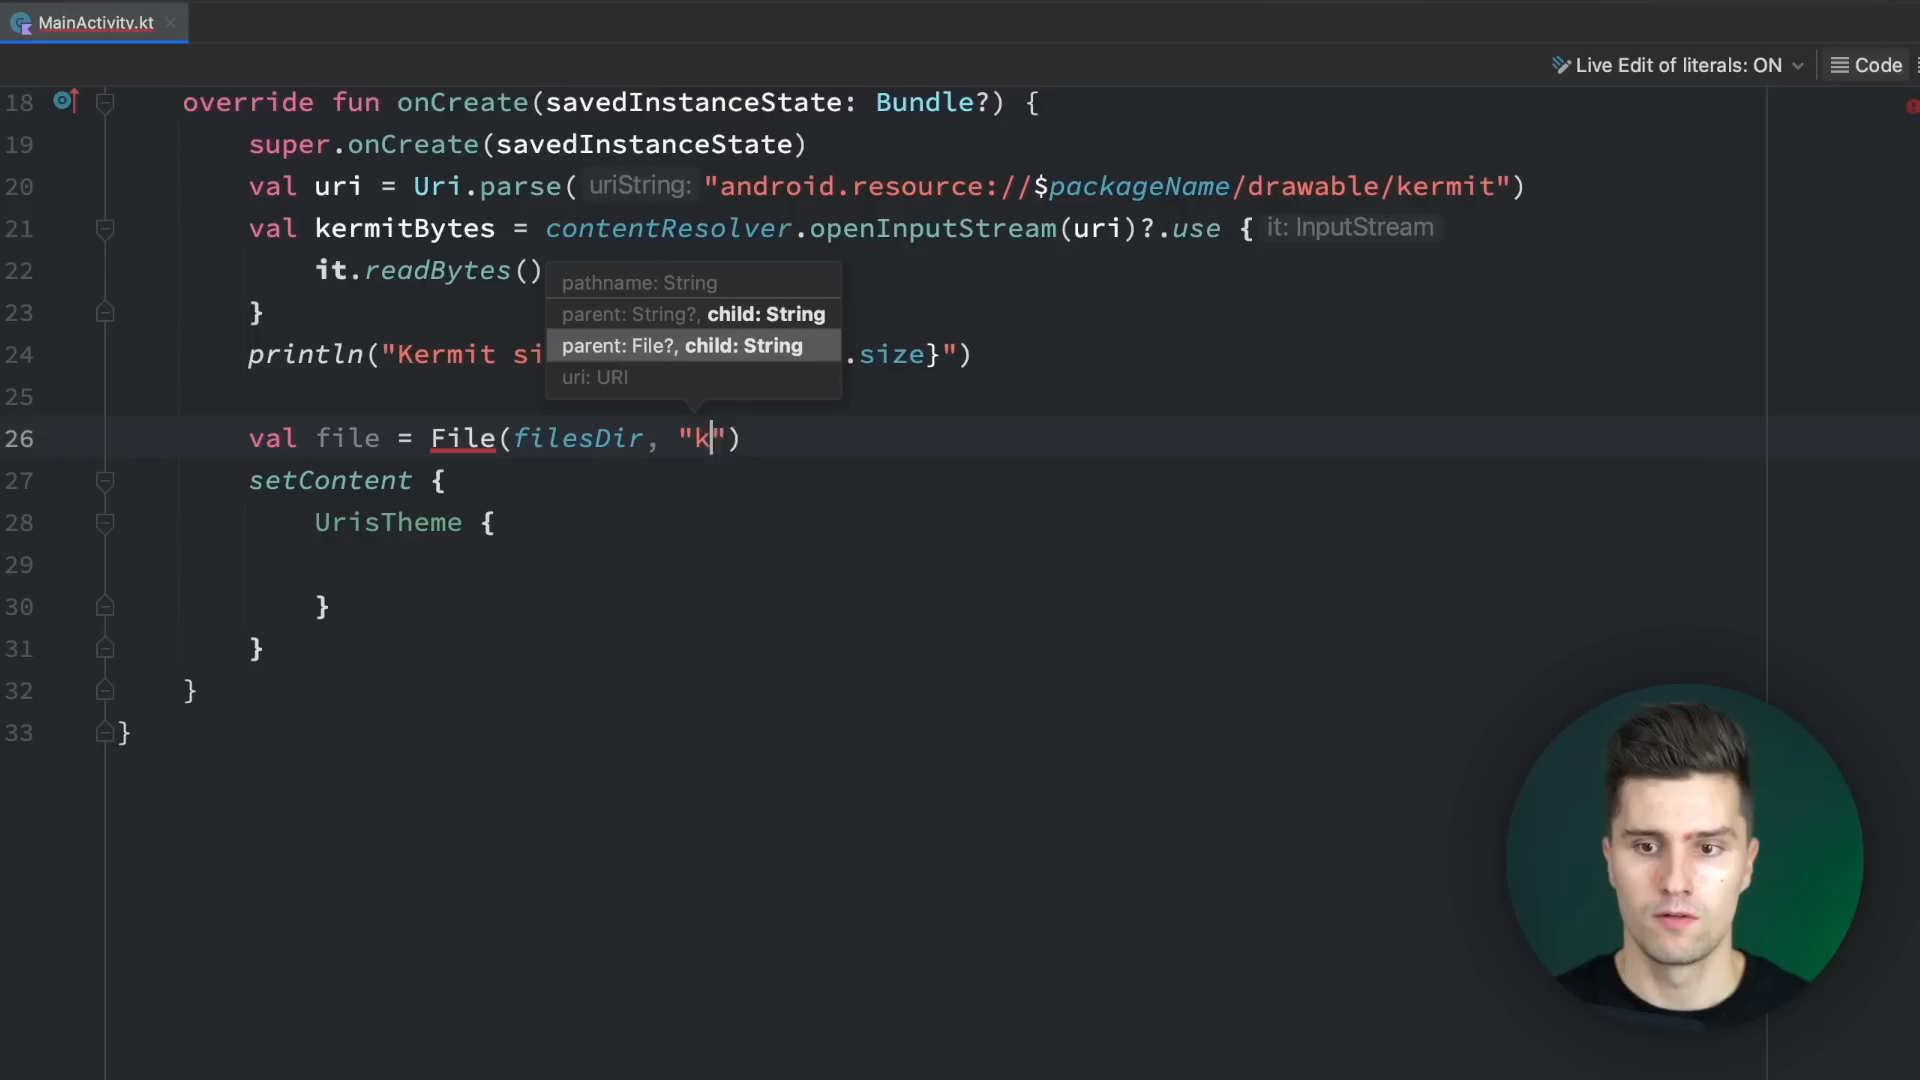 MainActivity.kt
Live Edit of literals: ON
Code
18 override fun onCreate(savedInstanceState: Bundle?) {
19 super.onCreate(savedInstanceState)
20 val uri = Uri.parse( uriString: "android.resource://$packageName/drawable/kermit")
21 val kermitBytes = contentResolver.openInputStream(uri)?.use { it: InputStream
22 it.readBytes()
pathname: String
23 }
parent: String?, child: String
parent: File?, child: String
24 println("Kermit si .size}")
uri: URI
25
26 val file = File(filesDir, "k")
27 setContent {
28 UrisTheme {
29
30 }
31 }
32 }
33 }